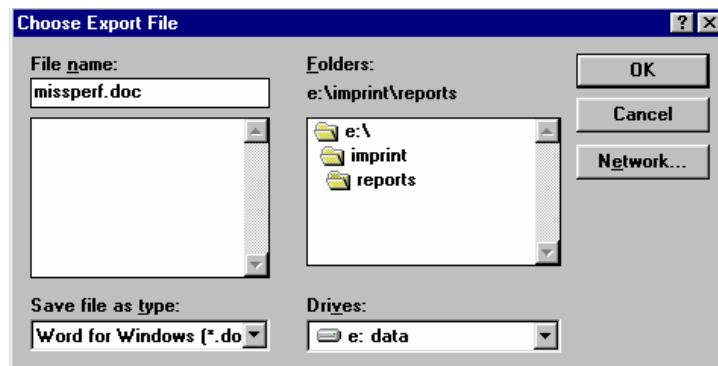 Choose Export File
File name:
missperf.doc
Folders:
e:\imprint\reports
e:\
imprint
reports
OK
Cancel
Network...
Save file as type:
Word for Windows (*.do
Drives:
e: data